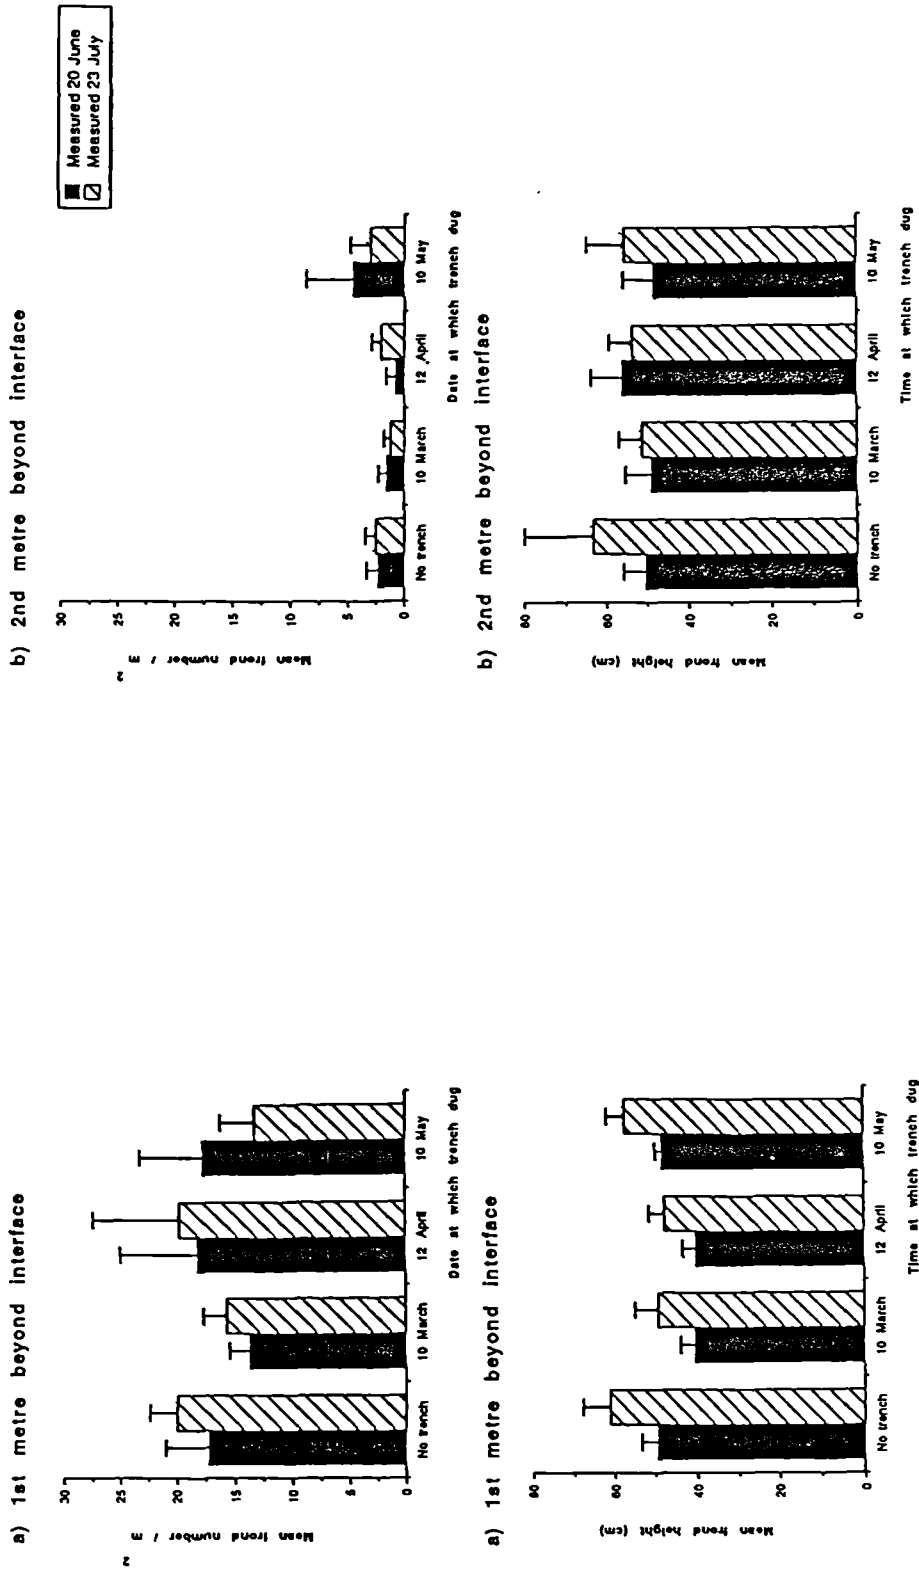 Measured 20 June
Measured 23 July
a) 1st metre beyond interface
Mean frond number / m 2
30
25
20
15
10
5
0
No trench 10 March 12 April 10 May
Date at which trench dug
b) 2nd metre beyond interface
Mean frond number / m 2
30
25
20
15
10
5
0
No trench 10 March 12 April 10 May
Date at which trench dug
a) 1st metre beyond interface
Mean frond height (cm)
80
60
40
20
0
No trench 10 March 12 April 10 May
Time at which trench dug
b) 2nd metre beyond interface
Mean frond height (cm)
80
60
40
20
0
No trench 10 March 12 April 10 May
Time at which trench dug